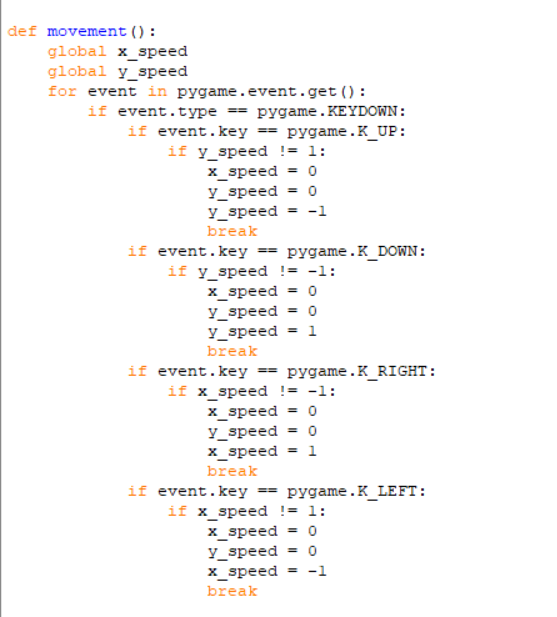 def movement():
    global x_speed
    global y_speed
    for event in pygame.event.get():
        if event.type == pygame.KEYDOWN:
            if event.key == pygame.K_UP:
                if y_speed != 1:
                    x_speed = 0
                    y_speed = 0
                    y_speed = -1
                    break
            if event.key == pygame.K_DOWN:
                if y_speed != -1:
                    x_speed = 0
                    y_speed = 0
                    y_speed = 1
                    break
            if event.key == pygame.K_RIGHT:
                if x_speed != -1:
                    x_speed = 0
                    y_speed = 0
                    x_speed = 1
                    break
            if event.key == pygame.K_LEFT:
                if x_speed != 1:
                    x_speed = 0
                    y_speed = 0
                    x_speed = -1
                    break